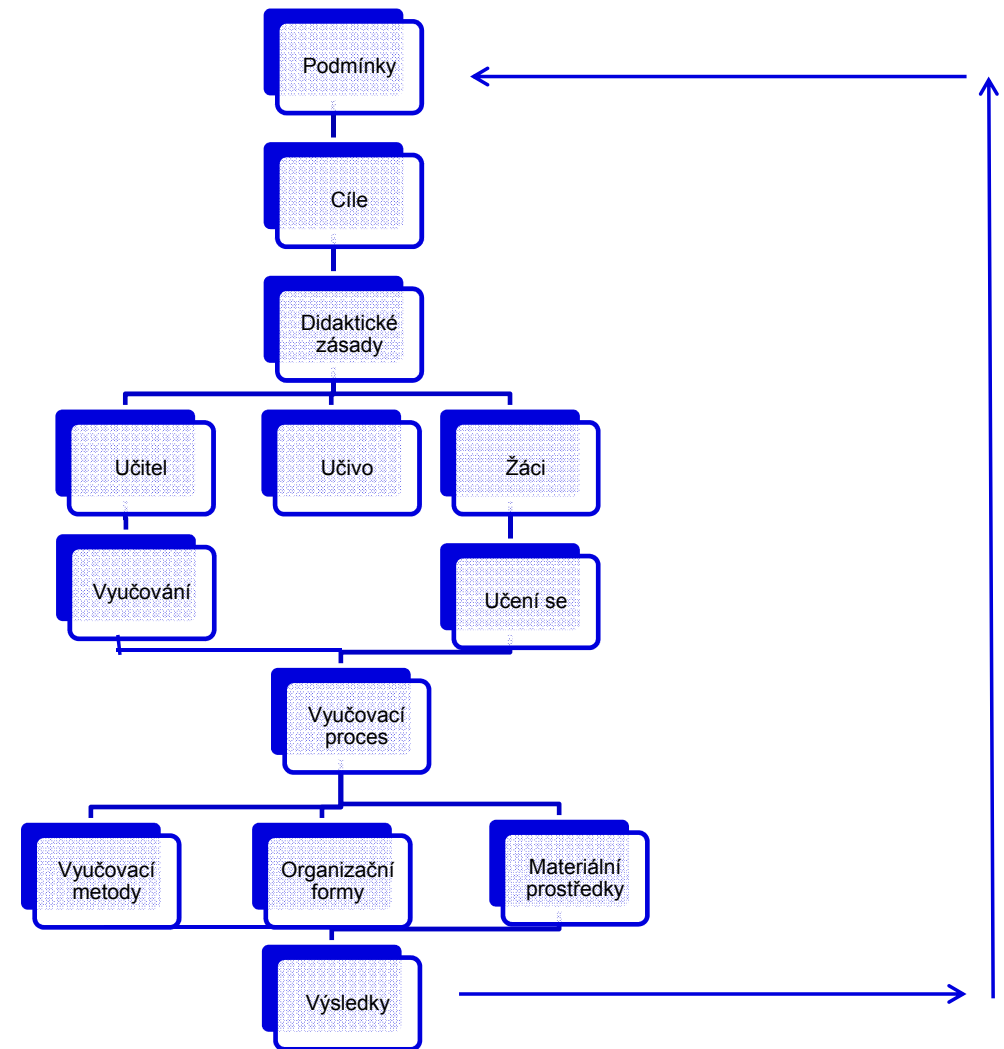 Podmínky
Cíle
Didaktické
zásady
Učitel
Učivo
Žáci
Vyučování
Učení se
Vyučovací
proces
Vyučovací
metody
Organizační
formy
Materiální
prostředky
Výsledky